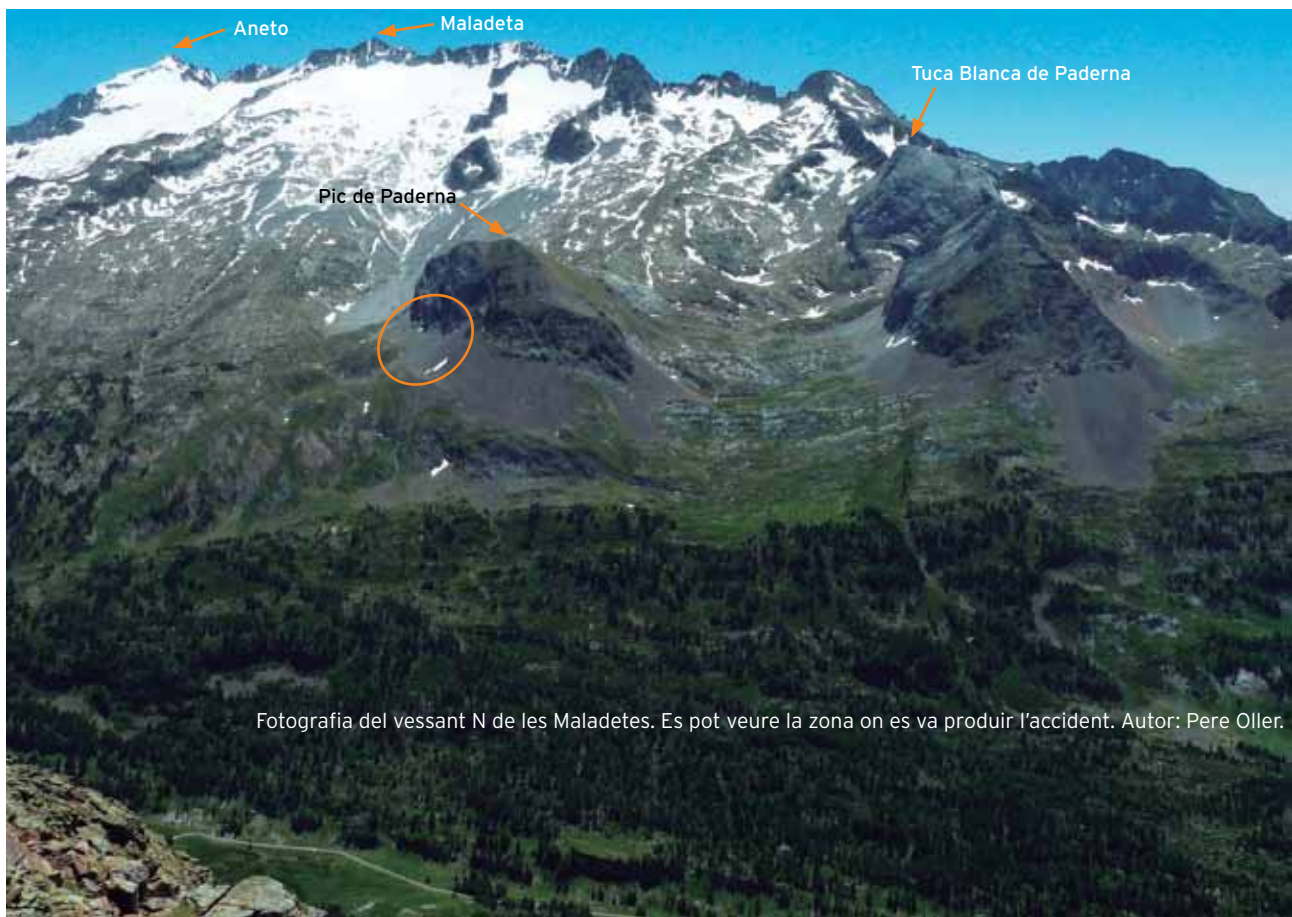 Aneto
Maladeta
Tuca Blanca de Paderna
Pic de Paderna
Fotografia del vessant N de les Maladetes. Es pot veure la zona on es va produir l'accident. Autor: Pere Oller.